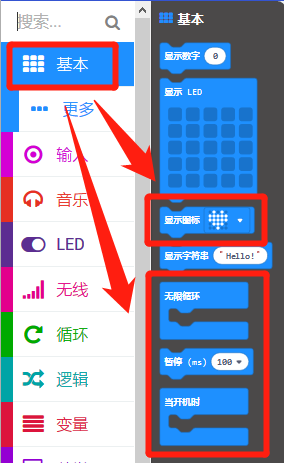 搜索...
基本
更多
输入
音乐
LED
无线
循环
逻辑
变量
基本
显示数字 0
显示 LED
显示图标
显示字符串 "Hello!"
无限循环
暂停 (ms) 100
当开机时